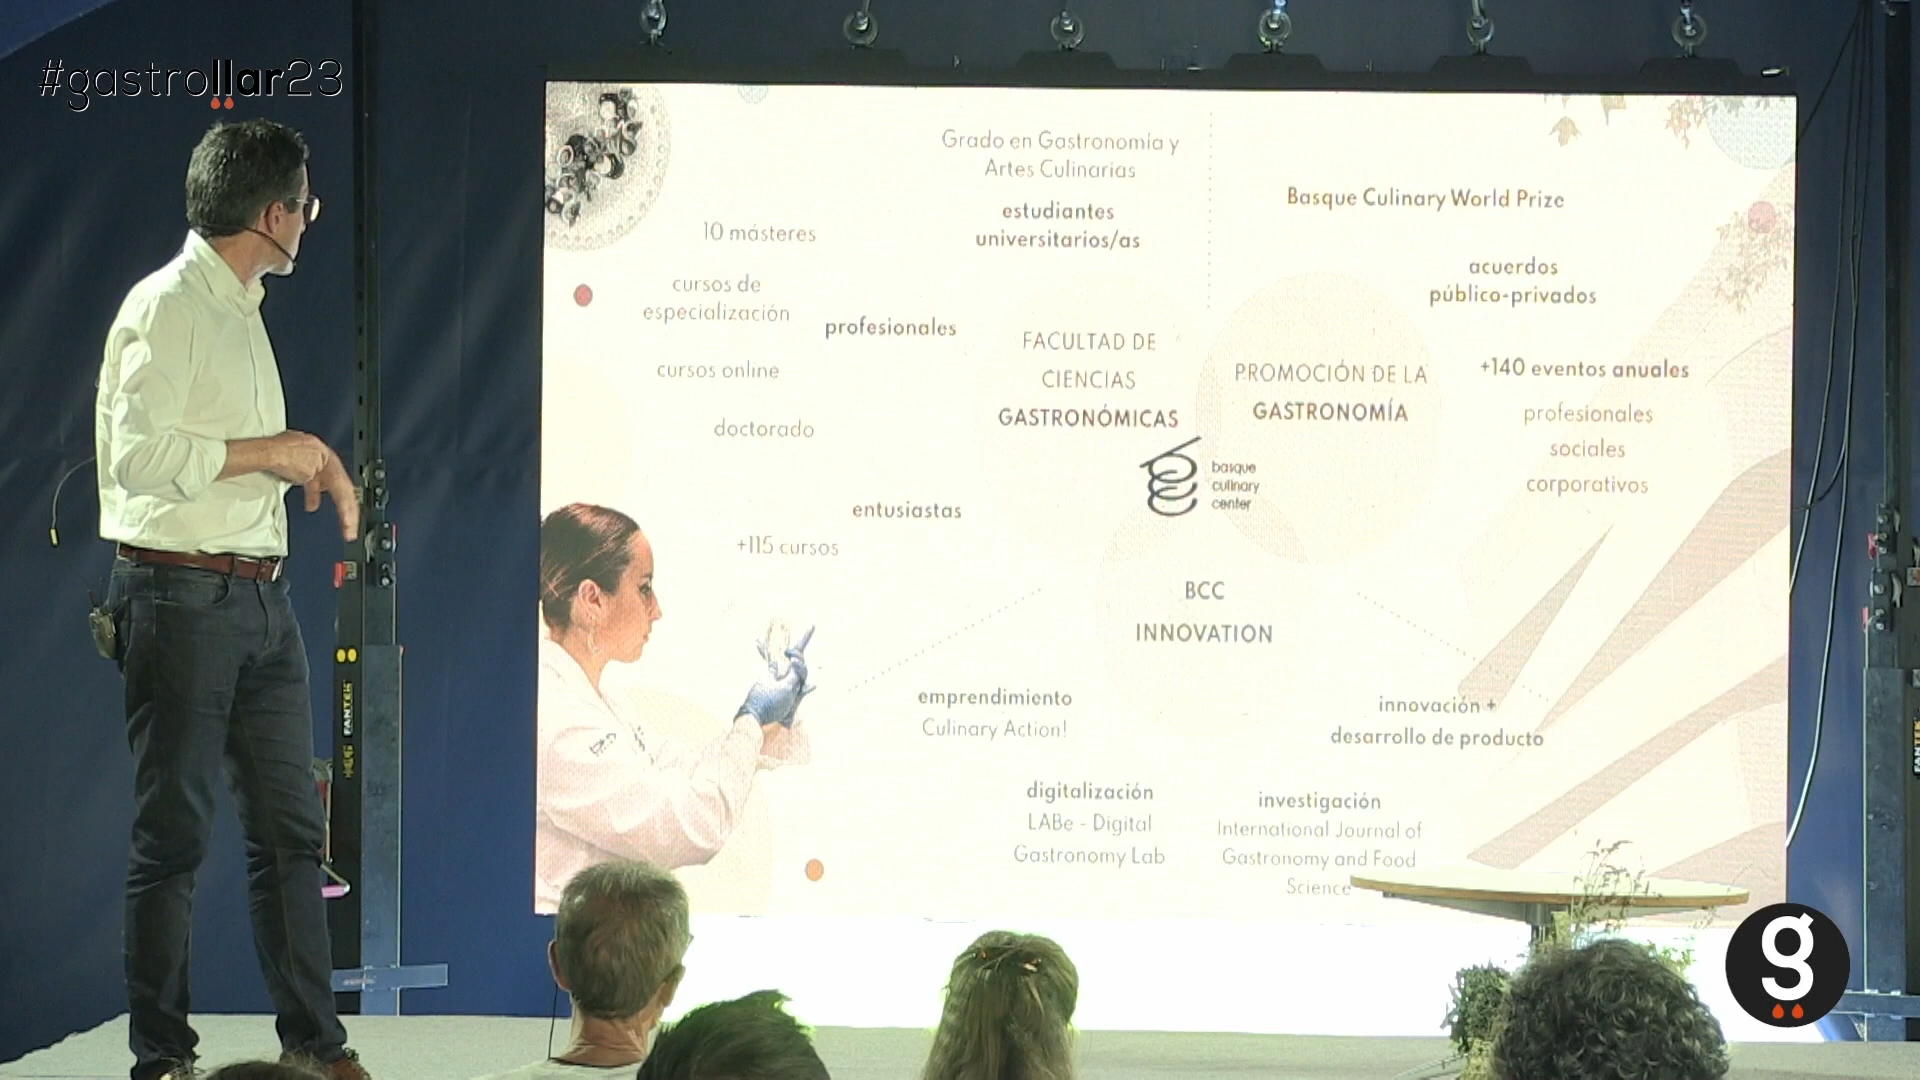 #gastrollar23
Grado en Gastronomía y
Artes Culinarias
estudiantes
universitarios/as
10 másteres
cursos de
especialización
cursos online
doctorado
profesionales
entusiastas
+115 cursos
FACULTAD DE
CIENCIAS
GASTRONÓMICAS
Basque Culinary World Prize
acuerdos
público-privados
PROMOCIÓN DE LA
GASTRONOMÍA
+140 eventos anuales
profesionales
sociales
corporativos
basque
culinary
center
BCC
INNOVATION
emprendimiento
Culinary Action!
digitalización
LABe - Digital
Gastronomy Lab
investigación
International Journal of
Gastronomy and Food
Science
innovación +
desarrollo de producto
FANTEK
FANTEK
g